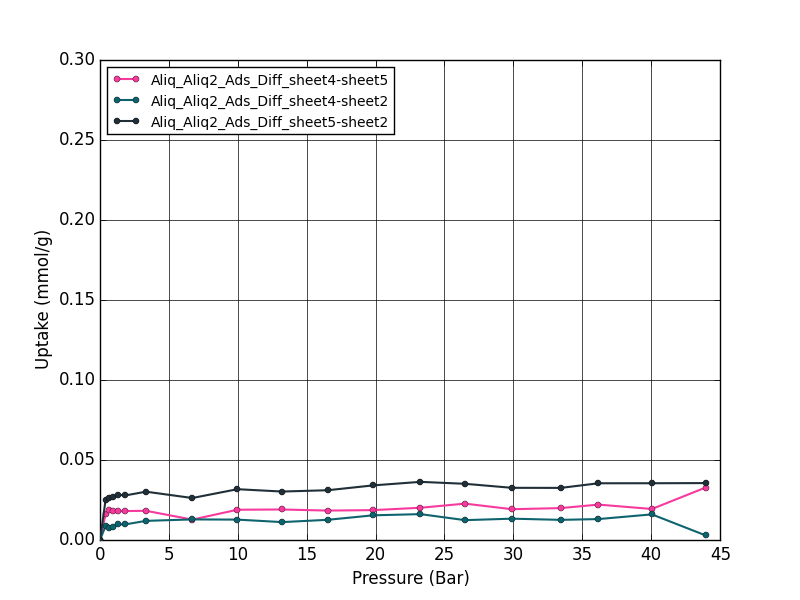 0.30
0.25
0.20
0.15
0.10
0.05
0.00
Uptake (mmol/g)
Aliq_Aliq2_Ads_Diff_sheet4-sheet5
Aliq_Aliq2_Ads_Diff_sheet4-sheet2
Aliq_Aliq2_Ads_Diff_sheet5-sheet2
0 5 10 15 20 25 30 35 40 45
Pressure (Bar)